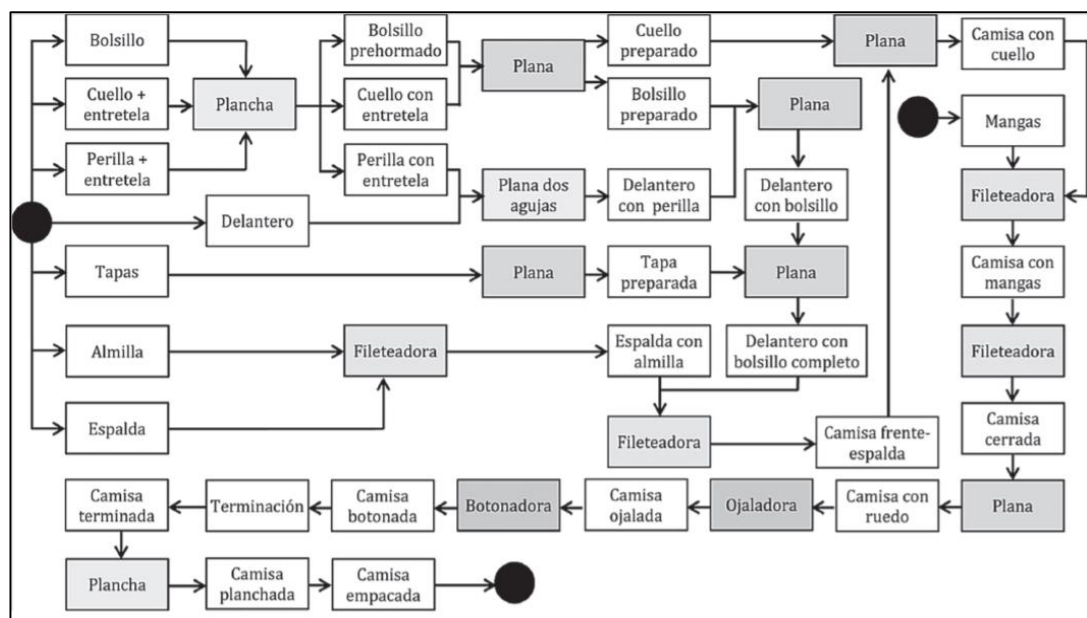 Bolsillo
Bolsillo
prehormado
Cuello
preparado
Plana
Camisa con
cuello
Plana
Cuello +
entretela
Plancha
Cuello con
entretela
Bolsillo
preparado
Plana
Mangas
Perilla +
entretela
Perilla con
entretela
Plana dos
agujas
Delantero
con perilla
Delantero
con bolsillo
Fileteadora
Delantero
Tapas
Plana
Tapa
preparada
Plana
Camisa con
mangas
Almilla
Fileteadora
Espalda con
almilla
Delantero con
bolsillo completo
Fileteadora
Espalda
Fileteadora
Camisa frente-
espalda
Camisa
cerrada
Camisa
terminada
Terminación
Camisa
botonada
Botonadora
Camisa
ojalada
Ojaladora
Camisa con
ruedo
Plana
Plancha
Camisa
planchada
Camisa
empacada